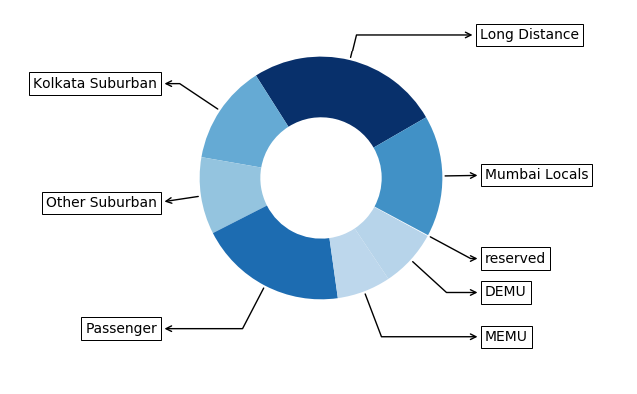 Long Distance
Kolkata Suburban
Mumbai Locals
Other Suburban
reserved
DEMU
Passenger
MEMU